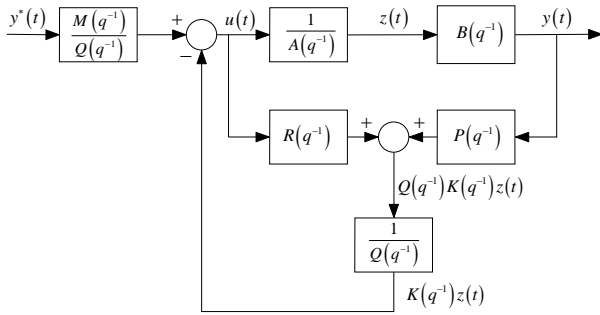 y*(t)
M(q⁻¹)
Q(q⁻¹)
+
−
u(t)
1
A(q⁻¹)
z(t)
B(q⁻¹)
y(t)
R(q⁻¹)
+
+
P(q⁻¹)
Q(q⁻¹)K(q⁻¹)z(t)
1
Q(q⁻¹)
K(q⁻¹)z(t)